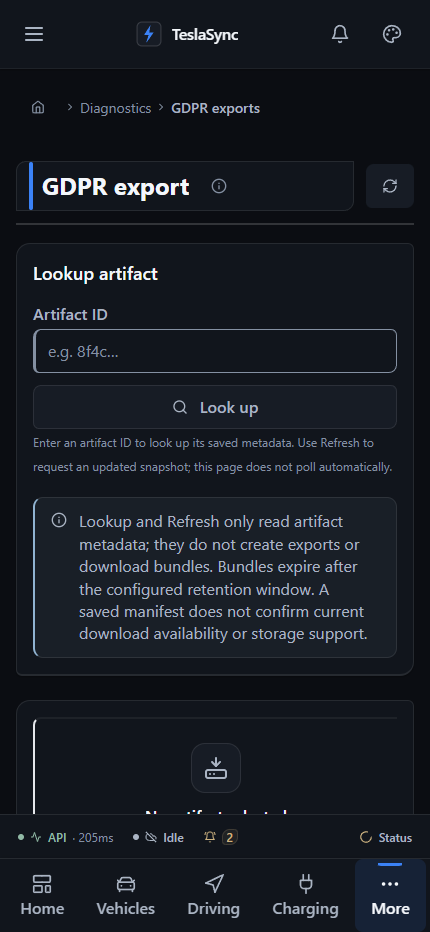 TeslaSync
Diagnostics
GDPR exports
GDPR export
Lookup artifact
Artifact ID
e.g. 8f4c...
Look up
Enter an artifact ID to look up its saved metadata. Use Refresh to
request an updated snapshot; this page does not poll automatically.
Lookup and Refresh only read artifact
metadata; they do not create exports or
download bundles. Bundles expire after
the configured retention window. A
saved manifest does not confirm current
download availability or storage support.
API · 205ms
Idle
2
Status
Home
Vehicles
Driving
Charging
More